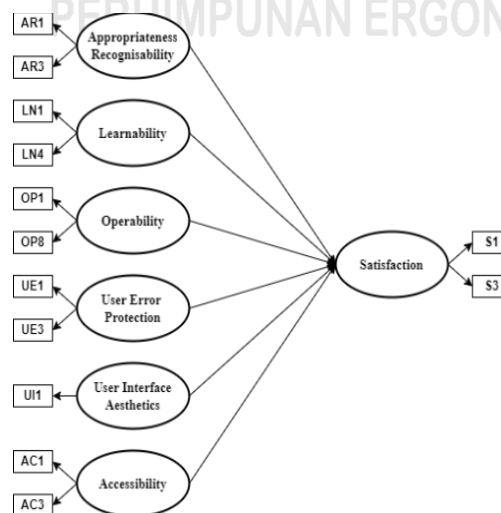 PERHIMPUNAN ERGON
AR1
AR3
Appropriateness
Recognisability
LN1
LN4
Learnability
OP1
OP8
Operability
UE1
UE3
User Error
Protection
UI1
User Interface
Aesthetics
AC1
AC3
Accessibility
Satisfaction
S1
S3